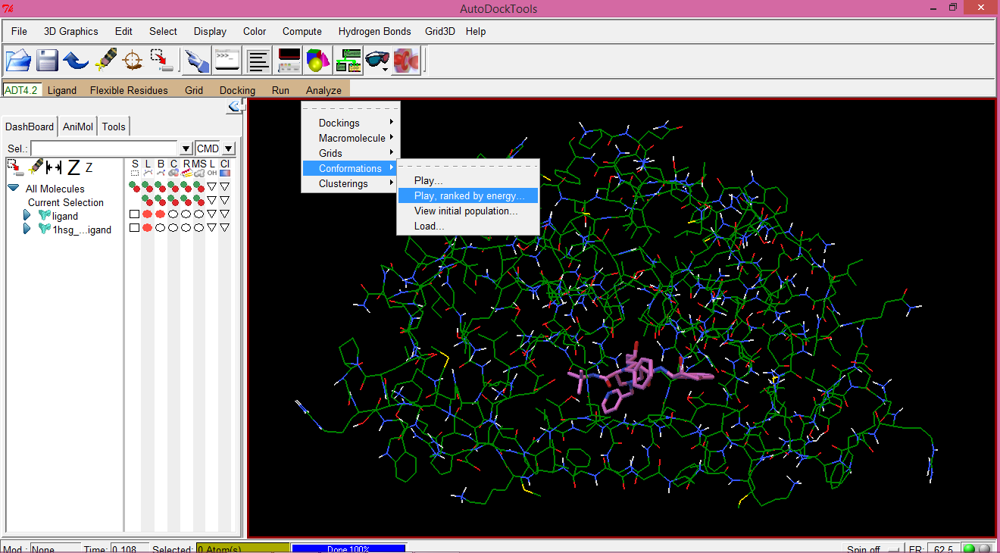 AutoDockTools
File 3D Graphics Edit Select Display Color Compute Hydrogen Bonds Grid3D Help
>>>
ADT4.2 Ligand Flexible Residues Grid Docking Run Analyze
Dockings
Macromolecule
Grids
Conformations
Clusterings
Play...
Play, ranked by energy...
View initial population...
Load...
DashBoard AniMol Tools
Sel.: CMD
Z Z S L B C R MS L Cl
OH
All Molecules
Current Selection
ligand
1hsg_...igand
Mod.: None Time: 0.108 Selected: 0 Atom(s) Done 100% Spin off FR: 62.5